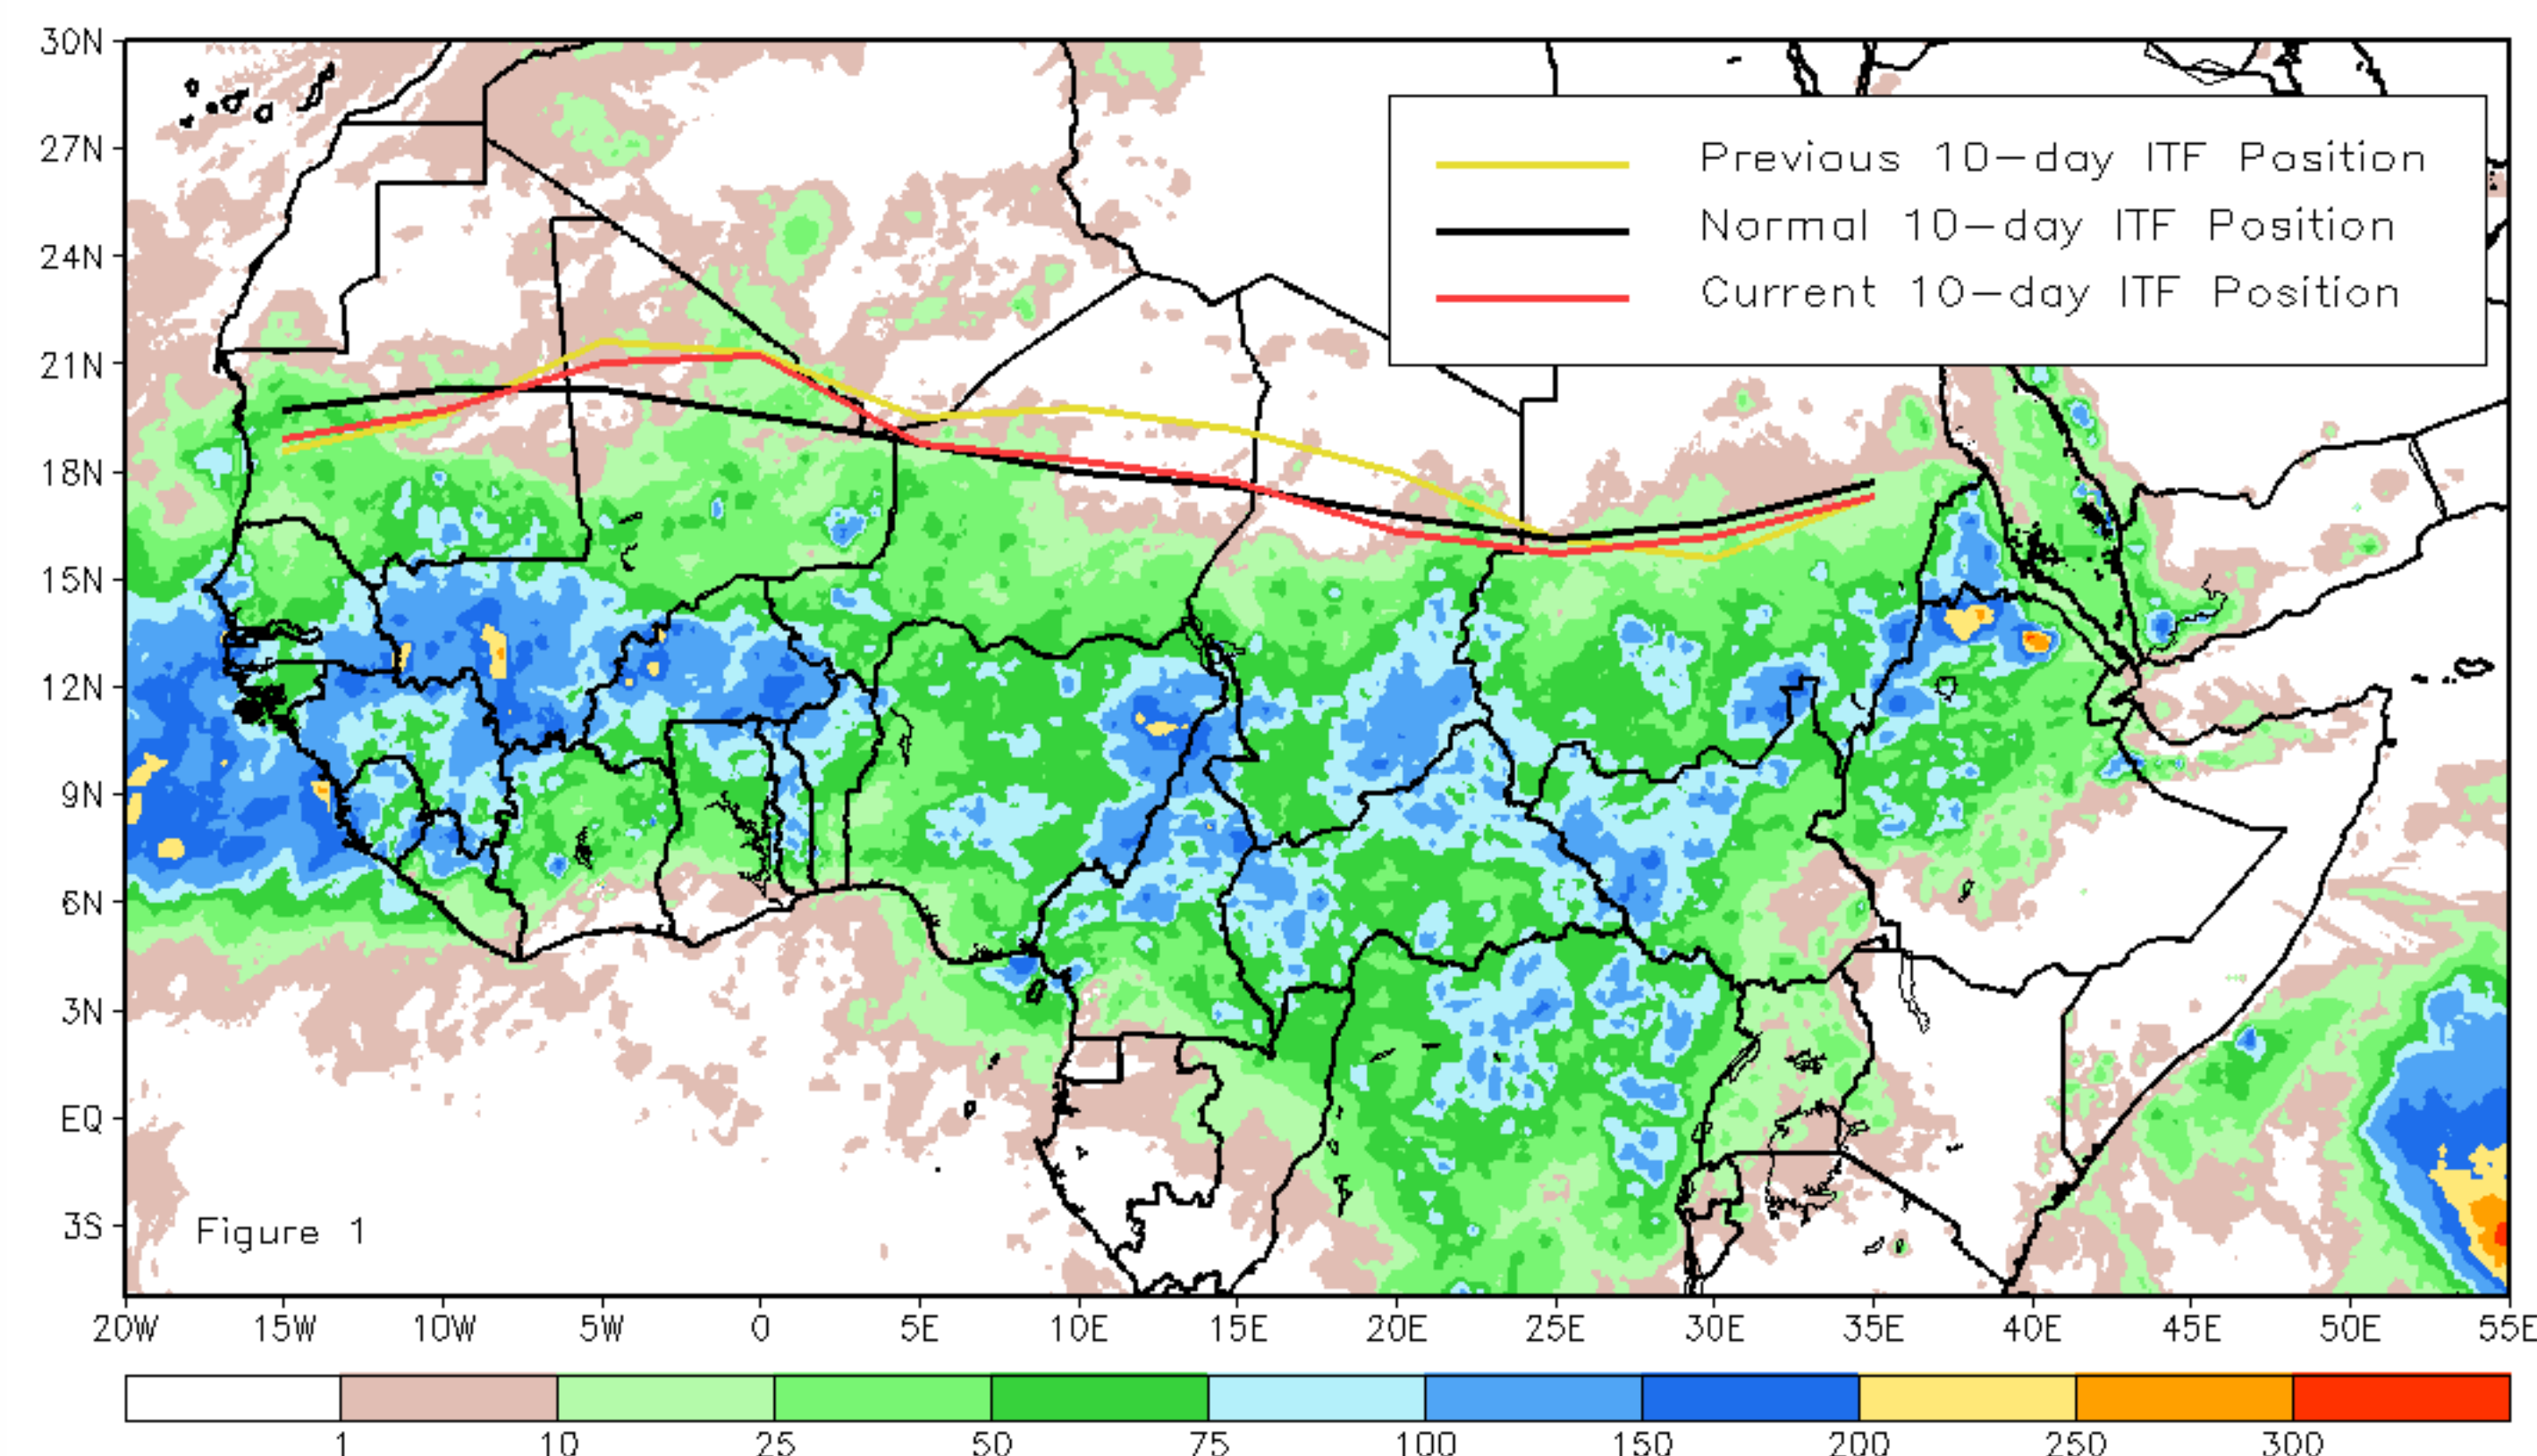 30N
27N
24N
21N
18N
15N
12N
9N
6N
3N
EQ
3S
Previous 10-day ITF Position
Normal 10-day ITF Position
Current 10-day ITF Position
Figure 1
20W 15W 10W 5W 0 5E 10E 15E 20E 25E 30E 35E 40E 45E 50E 55E
1 10 25 50 75 100 150 200 250 300